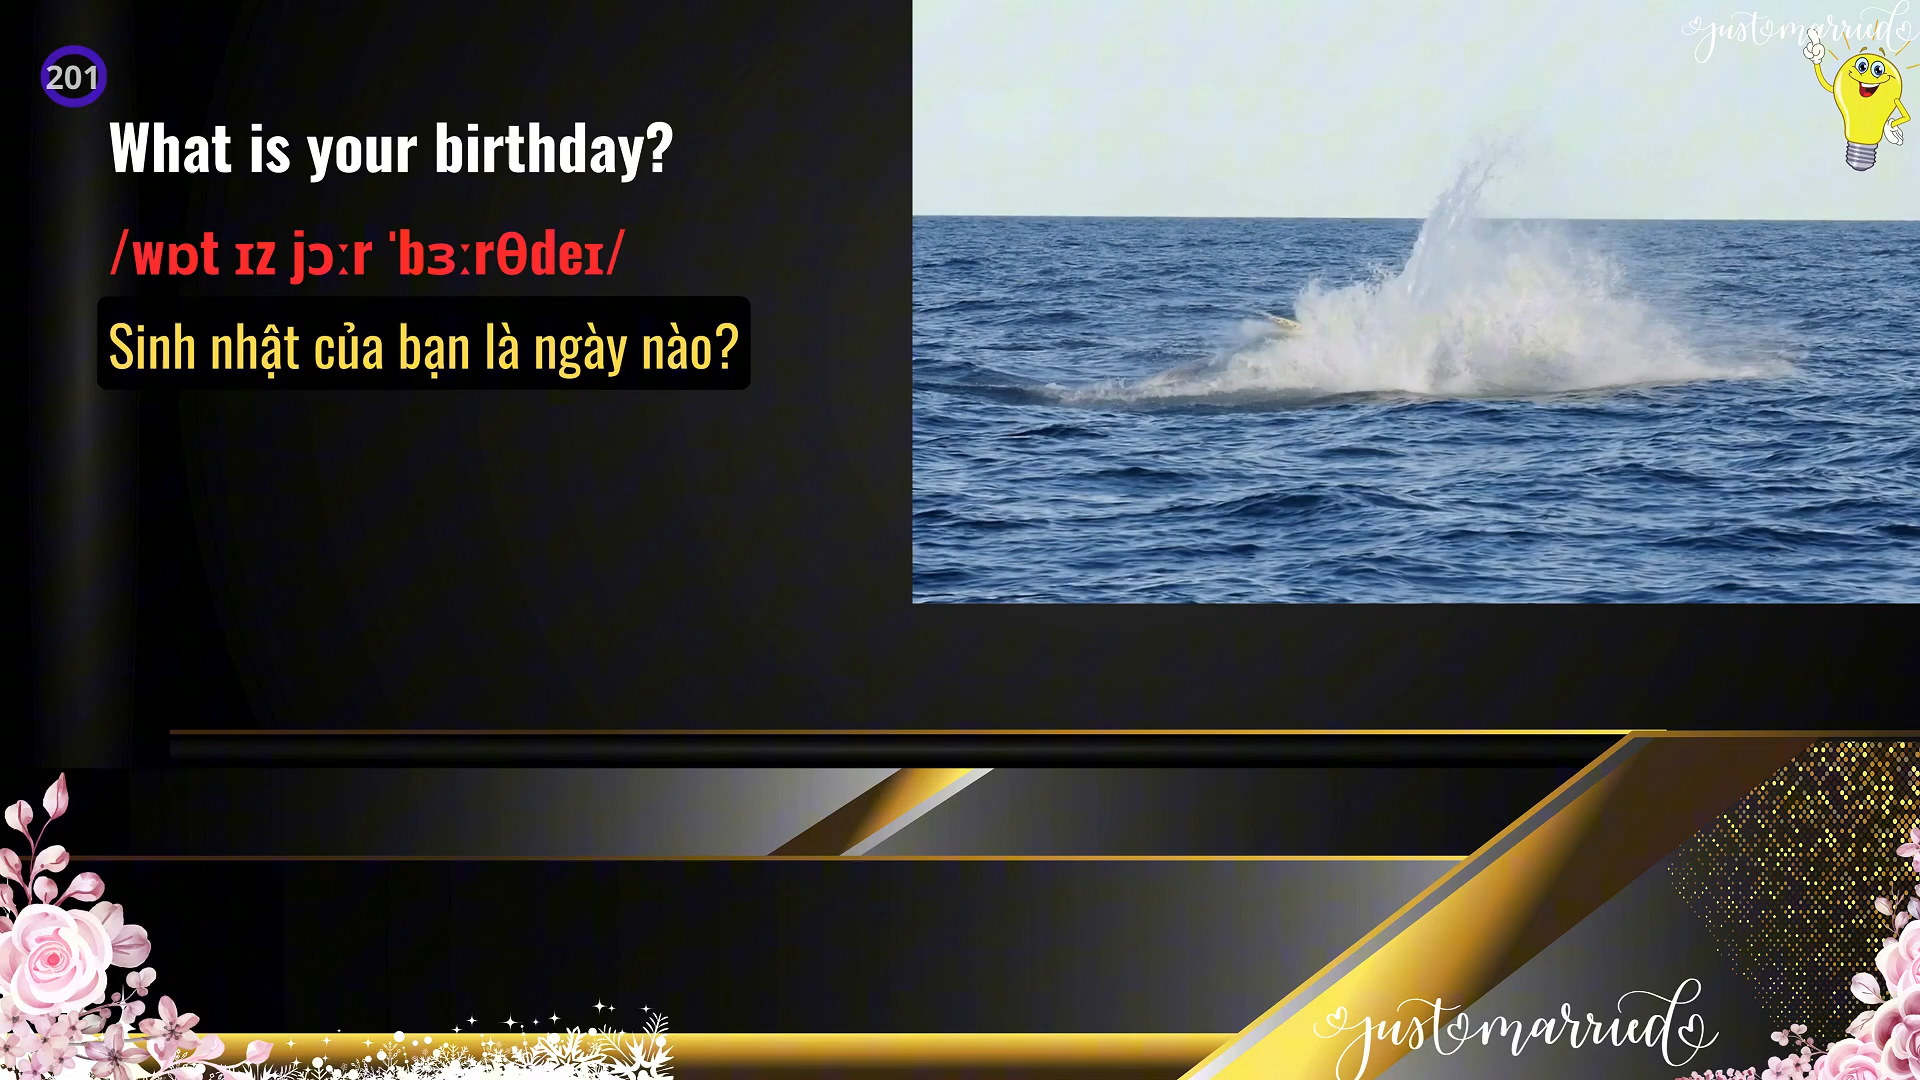 justmarried
201
What is your birthday?
/wɒt ɪz jɔːr ˈbɜːrθdeɪ/
Sinh nhật của bạn là ngày nào?
justmarried